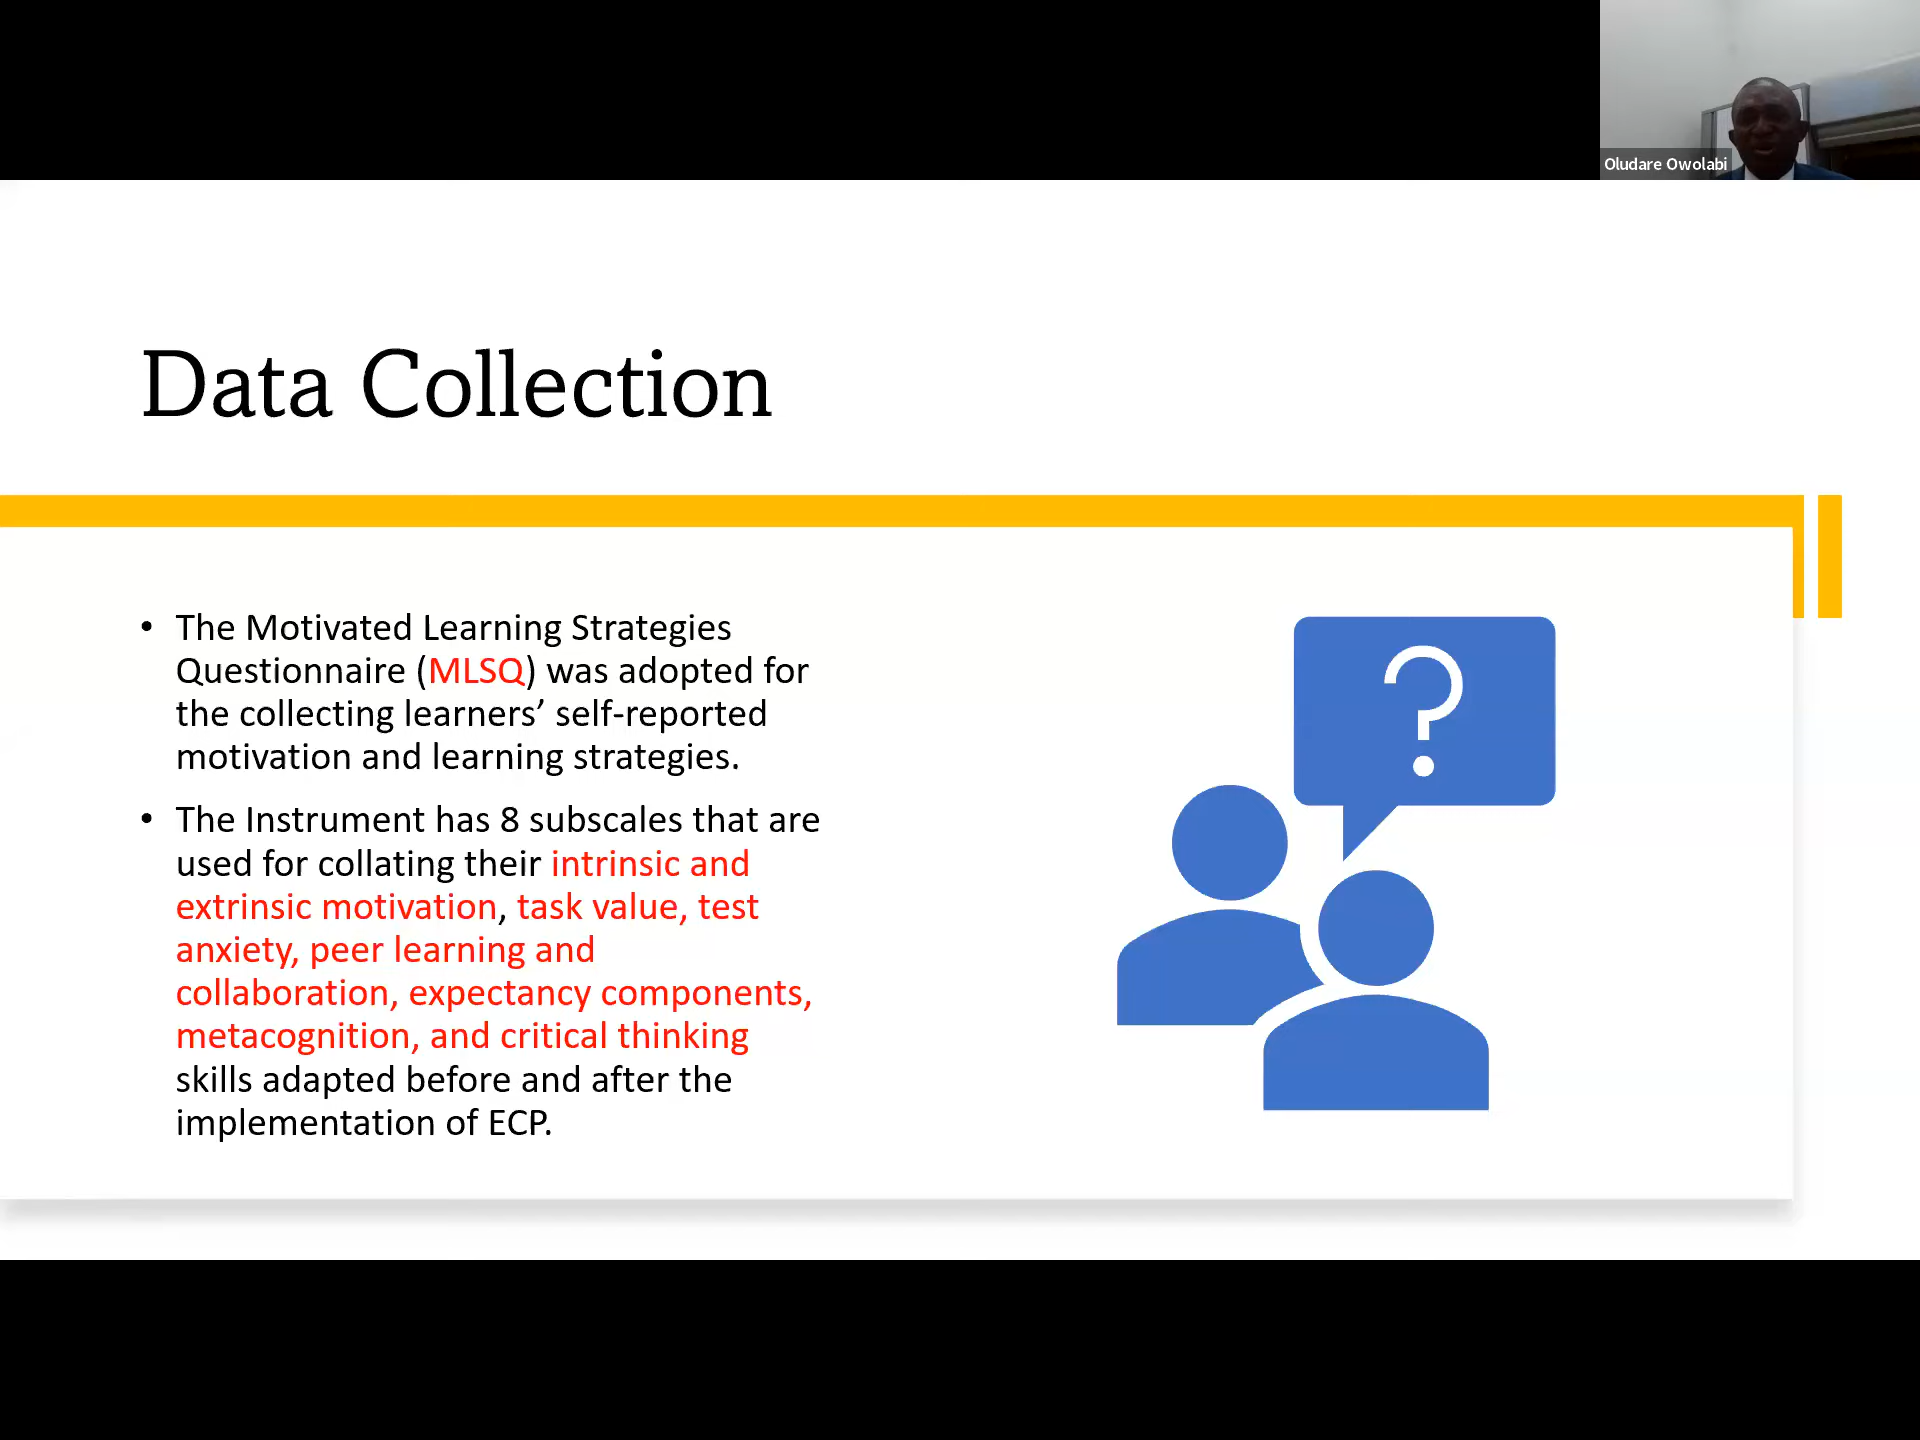 Oludare Owolabi
Data Collection
• The Motivated Learning Strategies
Questionnaire (MLSQ) was adopted for
the collecting learners’ self-reported
motivation and learning strategies.
• The Instrument has 8 subscales that are
used for collating their intrinsic and
extrinsic motivation, task value, test
anxiety, peer learning and
collaboration, expectancy components,
metacognition, and critical thinking
skills adapted before and after the
implementation of ECP.
?